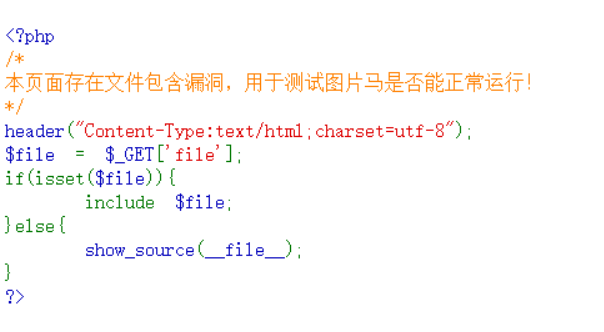 <?php
/*
本页面存在文件包含漏洞，用于测试图片马是否能正常运行！
*/
header("Content-Type:text/html;charset=utf-8");
$file  =  $_GET['file'];
if(isset($file)){
        include  $file;
}else{
        show_source(__file__);
}
?>